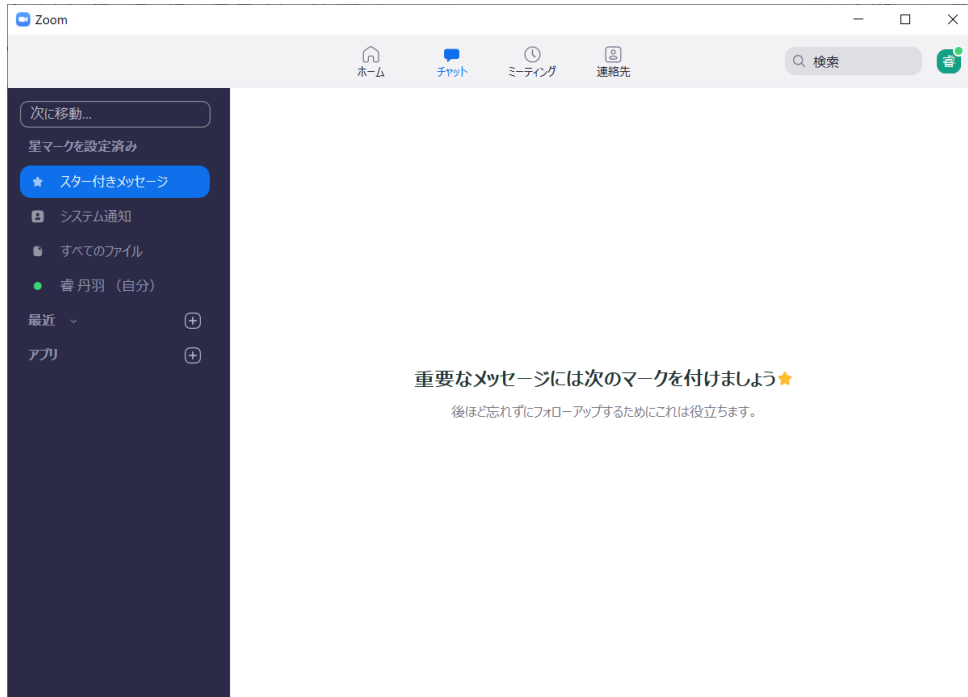 Zoom
ホーム
チャット
ミーティング
連絡先
検索
睿
次に移動...
星マークを設定済み
スター付きメッセージ
システム通知
すべてのファイル
睿 丹羽 （自分）
最近
アプリ
重要なメッセージには次のマークを付けましょう
後ほど忘れずにフォローアップするためにこれは役立ちます。